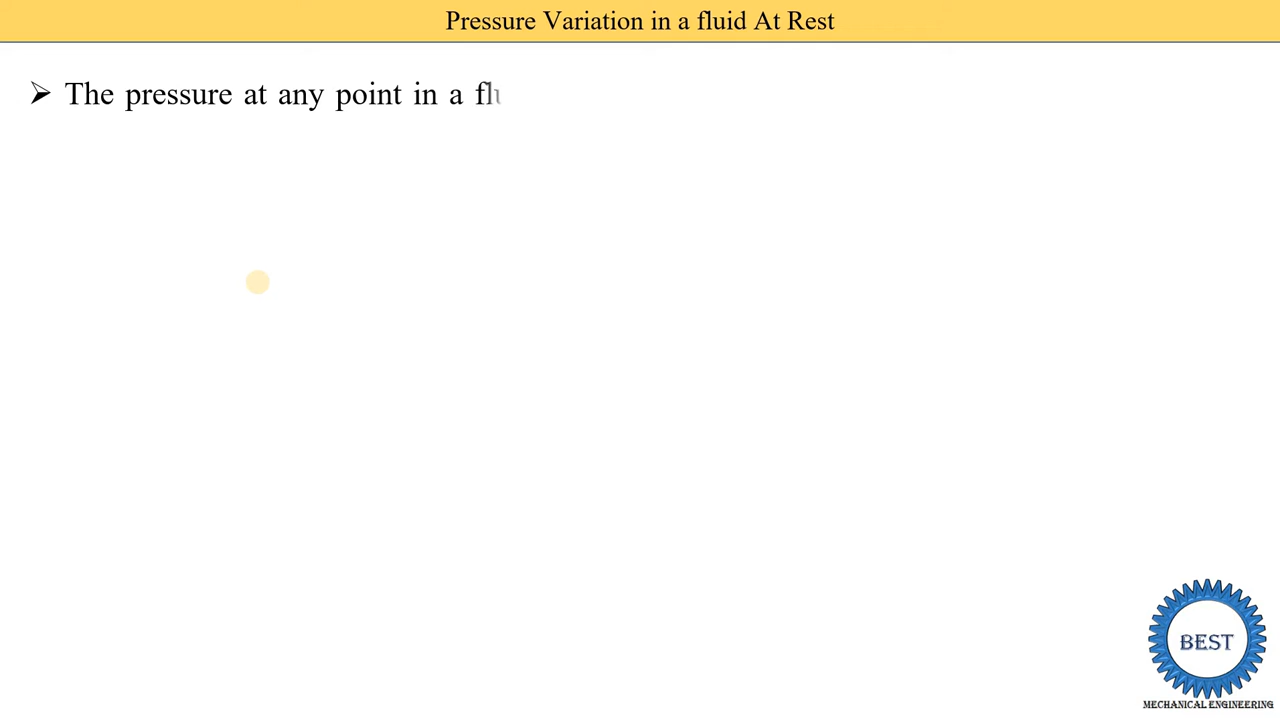 Pressure Variation in a fluid At Rest
➢ The pressure at any point in a
BEST
MECHANICAL ENGINEERING